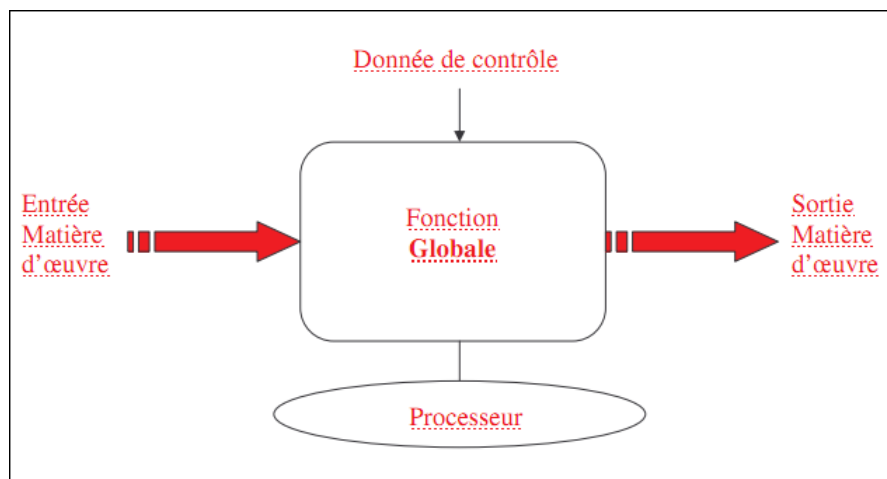 Donnée de contrôle
Entrée
Matière
d’œuvre
Fonction
Globale
Sortie
Matière
d’œuvre
Processeur